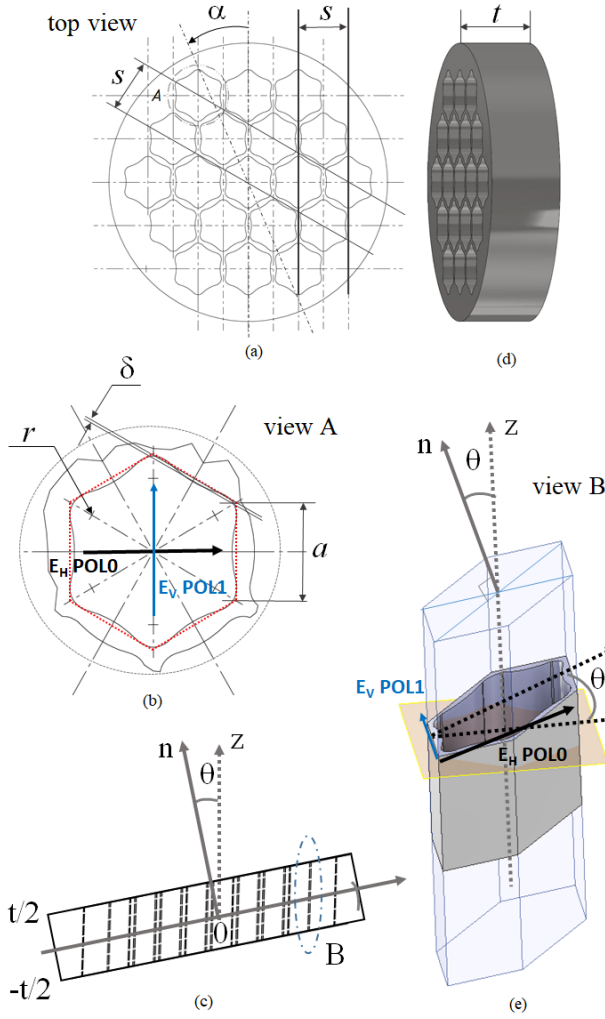 top view
α
s
s
A
(a)
t
(d)
δ
r
view A
a
E_H POL0
E_V POL1
(b)
n
z
θ
view B
E_V POL1
E_H POL0
θ
(e)
n
z
θ
t/2
-t/2
0
B
(c)